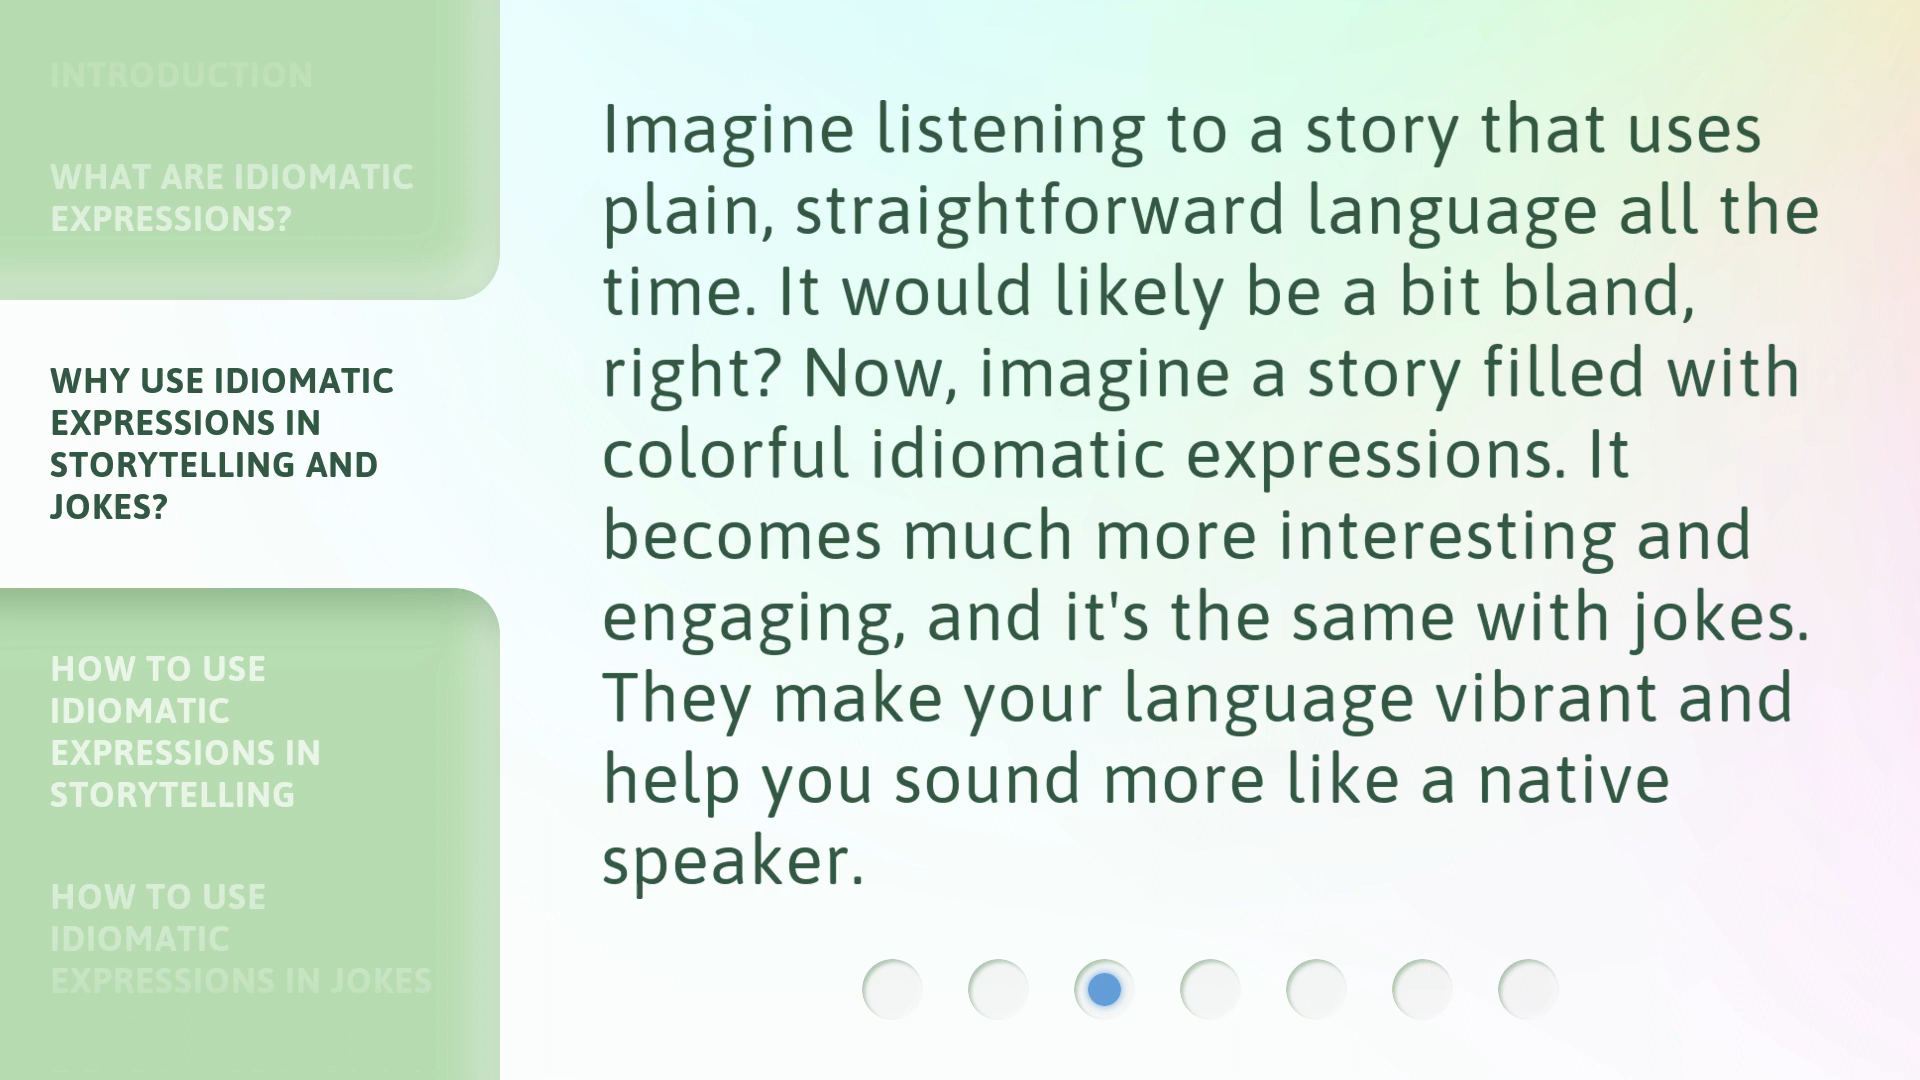 INTRODUCTION
WHAT ARE IDIOMATIC
EXPRESSIONS?
WHY USE IDIOMATIC
EXPRESSIONS IN
STORYTELLING AND
JOKES?
HOW TO USE
IDIOMATIC
EXPRESSIONS IN
STORYTELLING
HOW TO USE
IDIOMATIC
EXPRESSIONS IN JOKES
Imagine listening to a story that uses
plain, straightforward language all the
time. It would likely be a bit bland,
right? Now, imagine a story filled with
colorful idiomatic expressions. It
becomes much more interesting and
engaging, and it's the same with jokes.
They make your language vibrant and
help you sound more like a native
speaker.